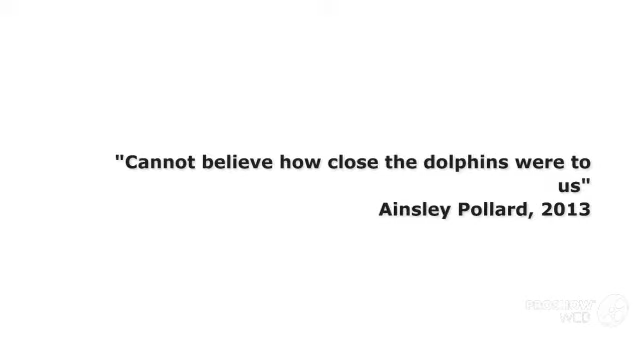 "Cannot believe how close the dolphins were to
us"
Ainsley Pollard, 2013
PROSHOW
WEB